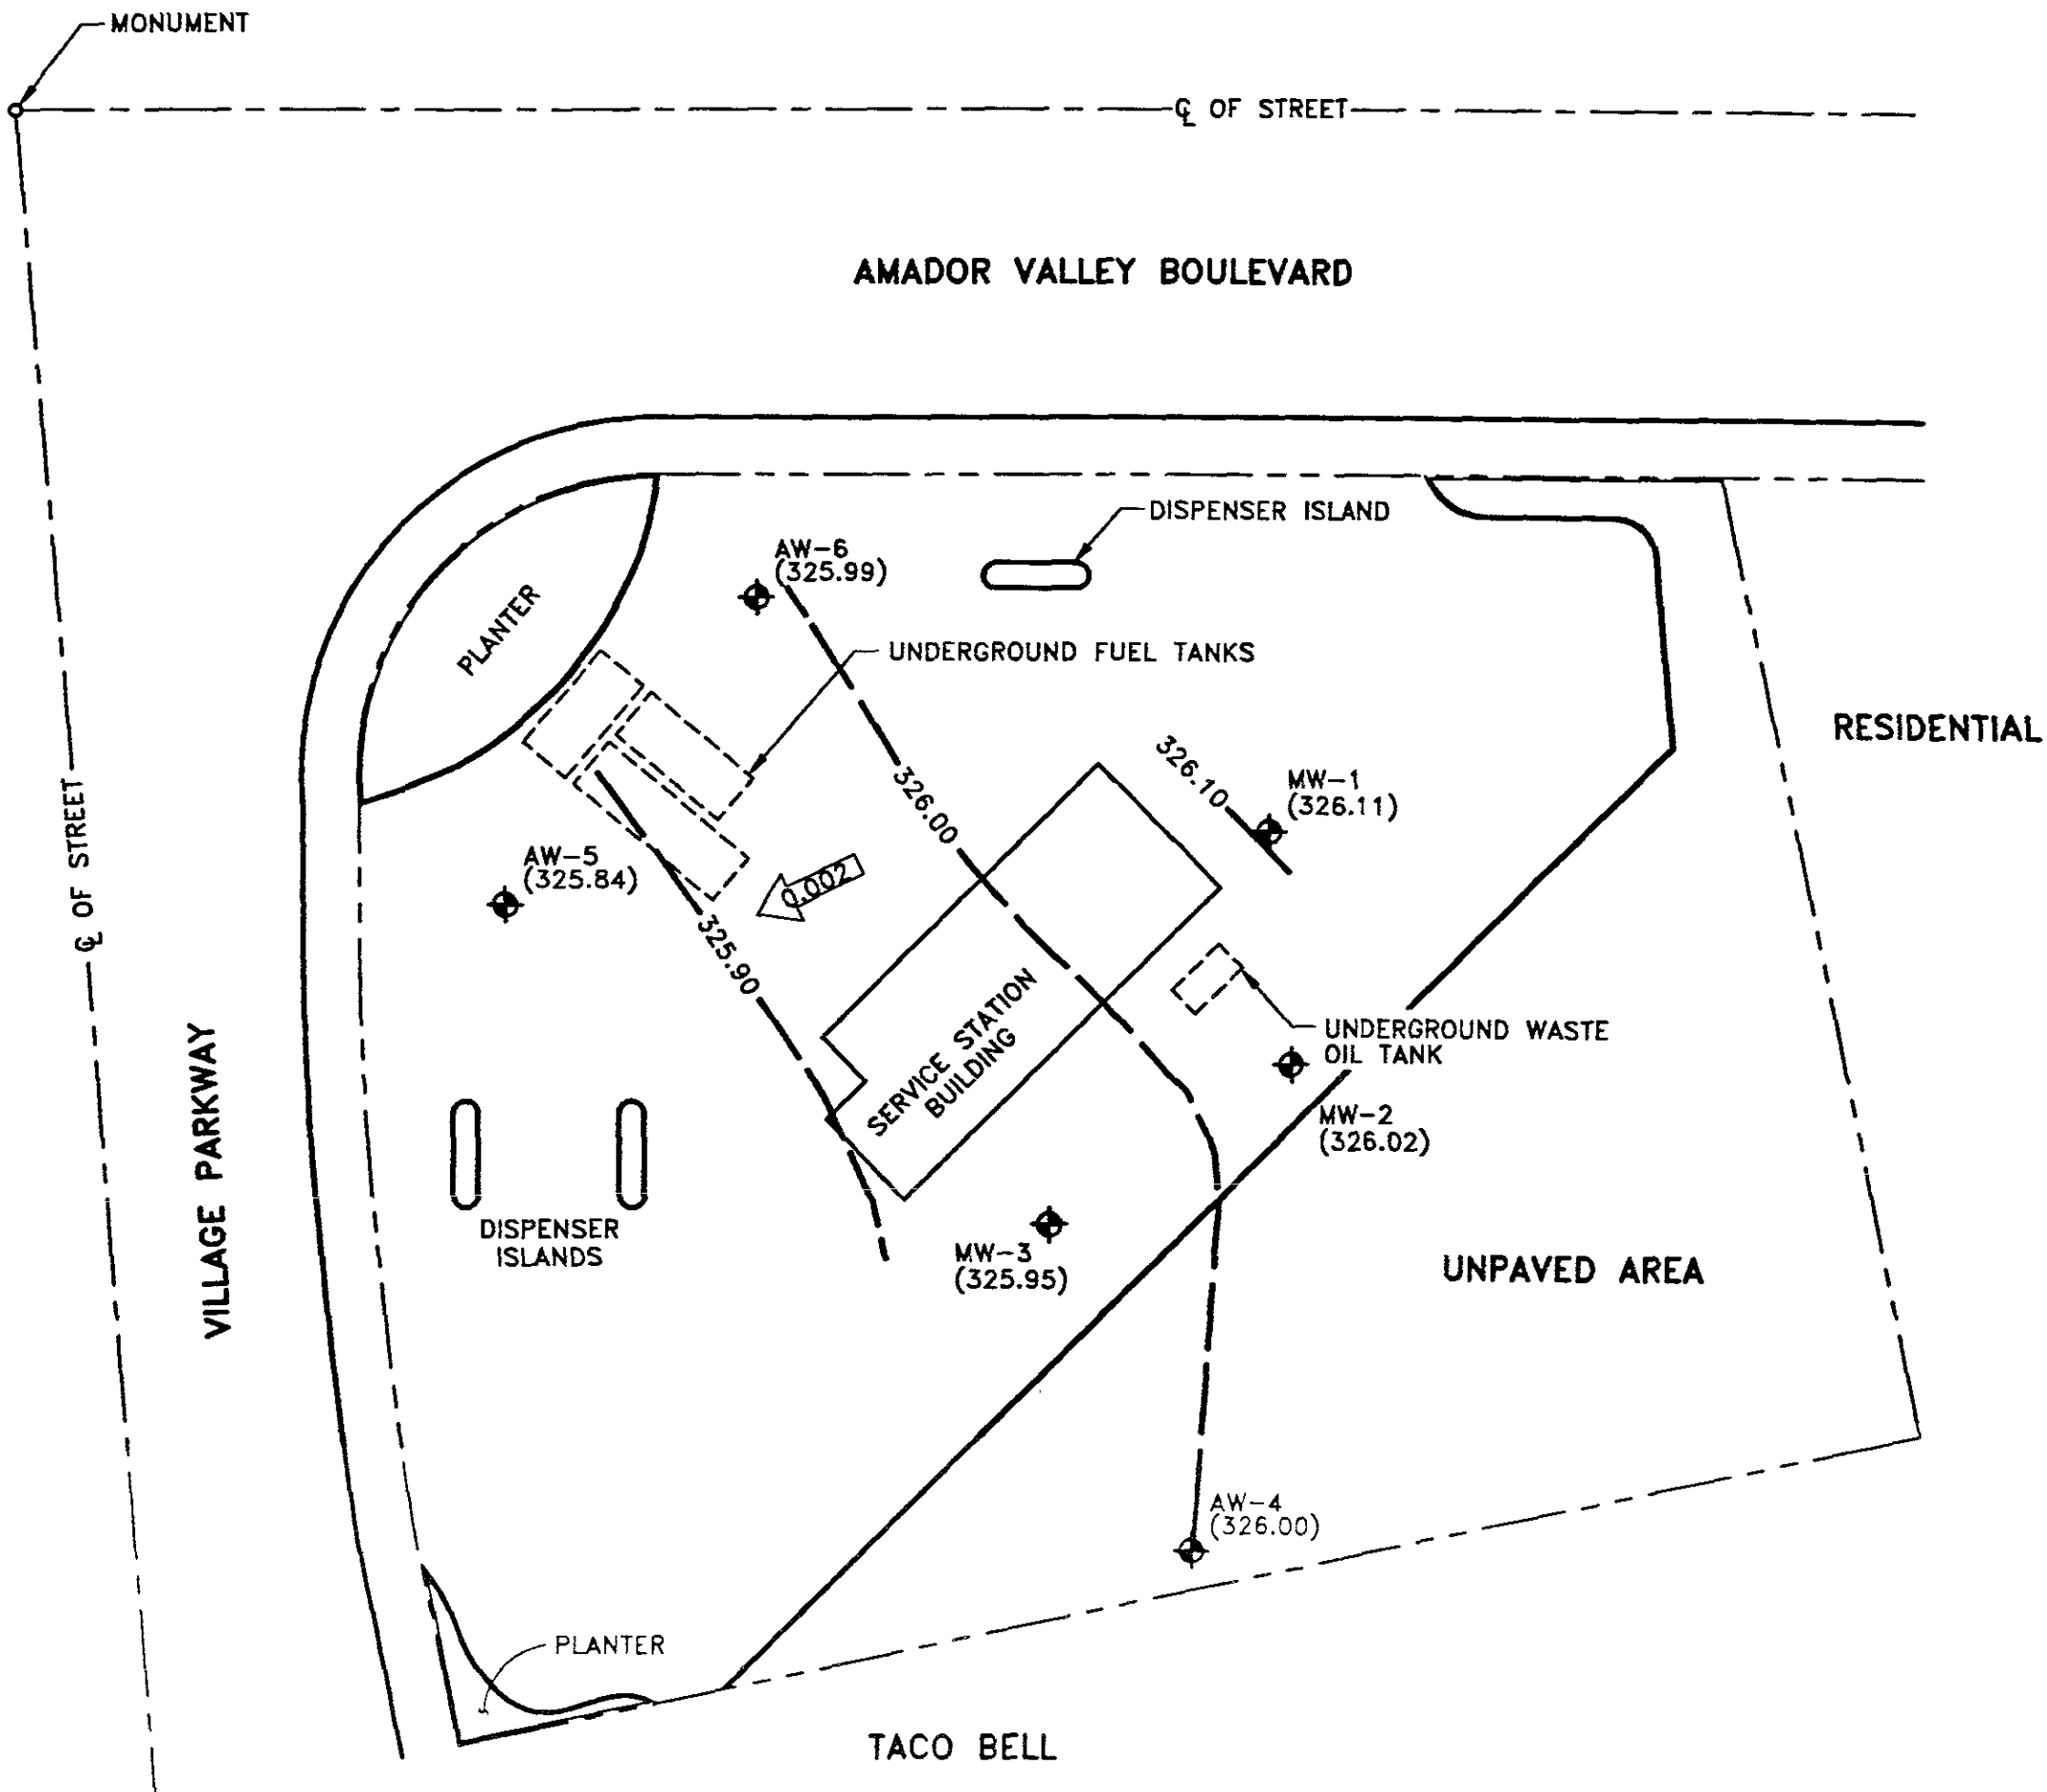 MONUMENT
℄ OF STREET
AMADOR VALLEY BOULEVARD
DISPENSER ISLAND
AW-6
(325.99)
PLANTER
UNDERGROUND FUEL TANKS
RESIDENTIAL
326.10
MW-1
(326.11)
326.00
℄ OF STREET
AW-5
(325.84)
0.002
325.90
SERVICE STATION
BUILDING
UNDERGROUND WASTE
OIL TANK
MW-2
(326.02)
VILLAGE PARKWAY
DISPENSER
ISLANDS
MW-3
(325.95)
UNPAVED AREA
AW-4
(326.00)
PLANTER
TACO BELL